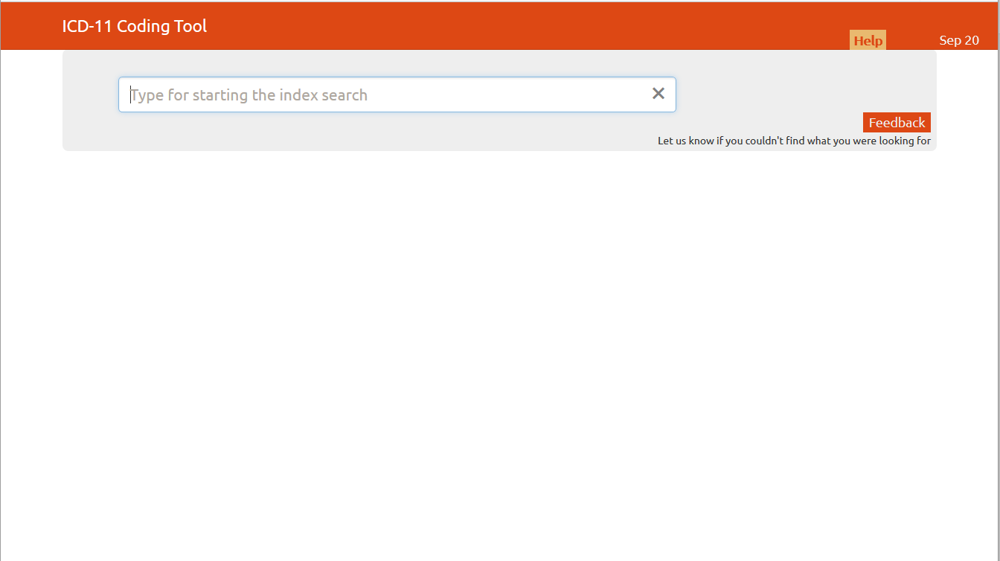 ICD-11 Coding Tool
Help
Sep 20
Type for starting the index search
Feedback
Let us know if you couldn't find what you were looking for